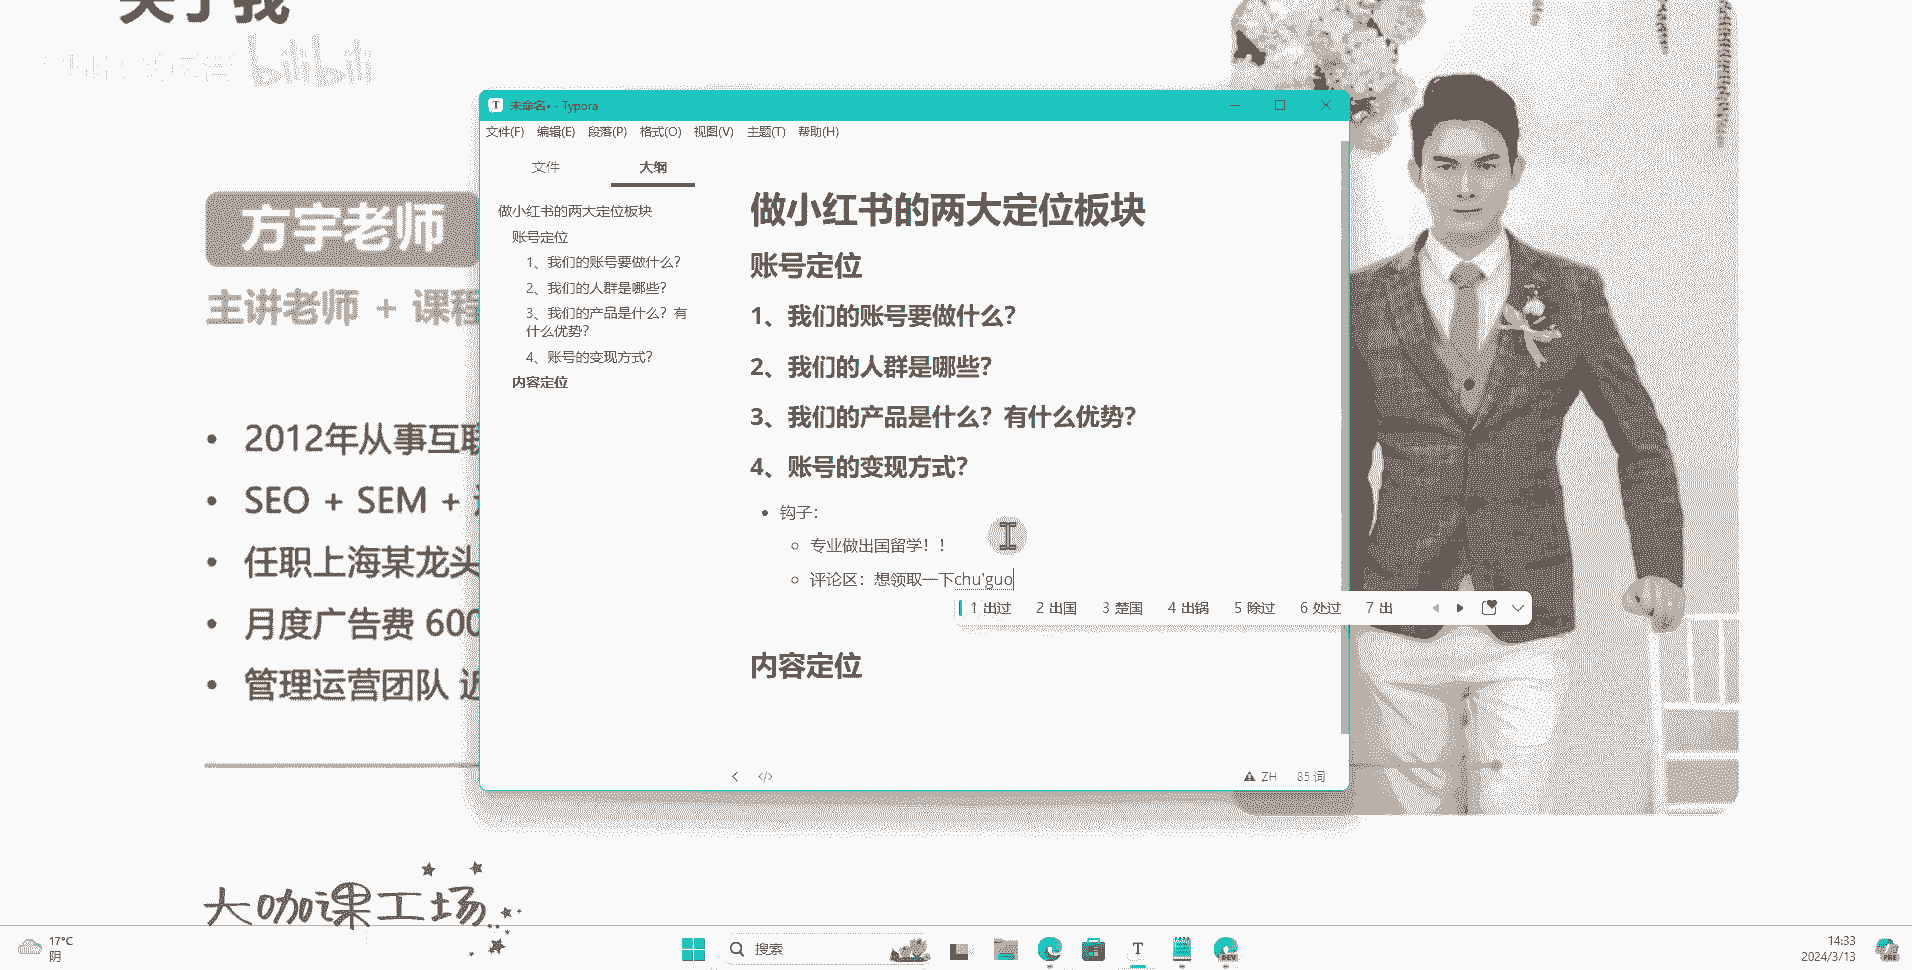 关于我
bilibili
未命名• - Typora
文件(F) 编辑(E) 段落(P) 格式(O) 视图(V) 主题(T) 帮助(H)
文件 大纲
做小红书的两大定位板块
账号定位
1、我们的账号要做什么？
2、我们的人群是哪些？
3、我们的产品是什么？有
什么优势？
4、账号的变现方式？
内容定位
做小红书的两大定位板块
账号定位
1、我们的账号要做什么？
2、我们的人群是哪些？
3、我们的产品是什么？有什么优势？
4、账号的变现方式？
• 钩子：
专业做出国留学！！
评论区：想领取一下chu'guo
1 出过 2 出国 3 楚国 4 出锅 5 除过 6 处过 7 出
内容定位
ZH 85 词
方宇老师
主讲老师 + 课程
• 2012年从事互联
• SEO + SEM +
• 任职上海某龙头
• 月度广告费 600
• 管理运营团队 近
大咖课工场
17°C
阴
搜索
T
DEV
14:33
2024/3/13
PRE